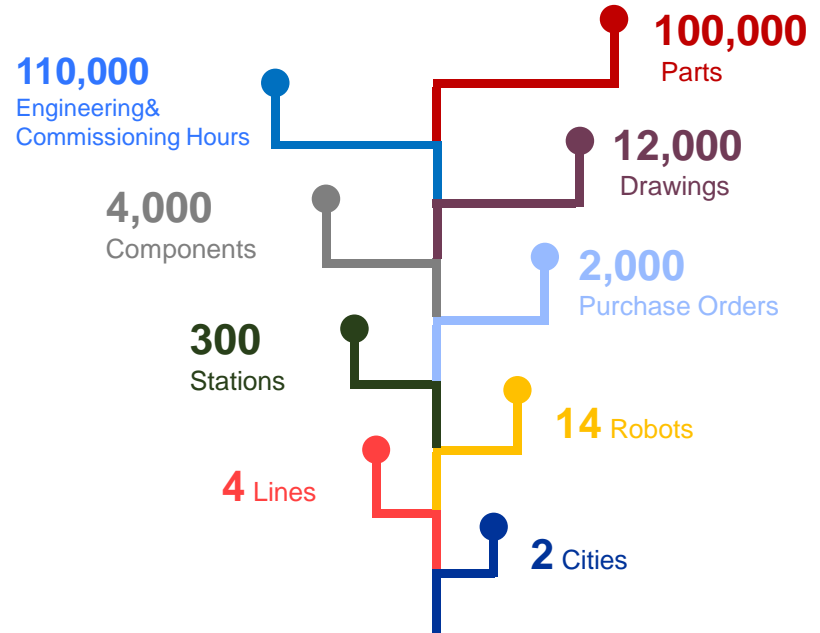 100,000
Parts
110,000
Engineering&
Commissioning Hours
12,000
Drawings
4,000
Components
2,000
Purchase Orders
300
Stations
14 Robots
4 Lines
2 Cities